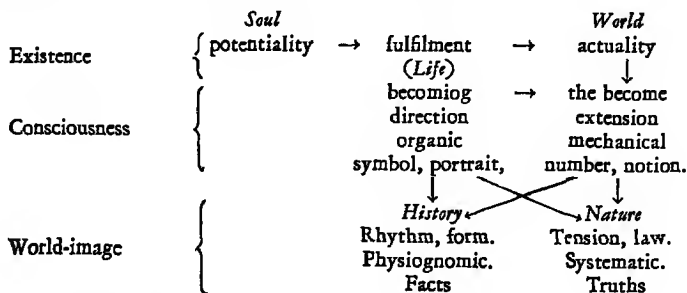 Soul World
Existence potentiality → fulfilment → actuality
(Life)
becomiog → the become
direction extension
Consciousness organic mechanical
symbol, portrait, number, notion.
History Nature
Rhythm, form. Tension, law.
World-image Physiognomic. Systematic.
Facts Truths